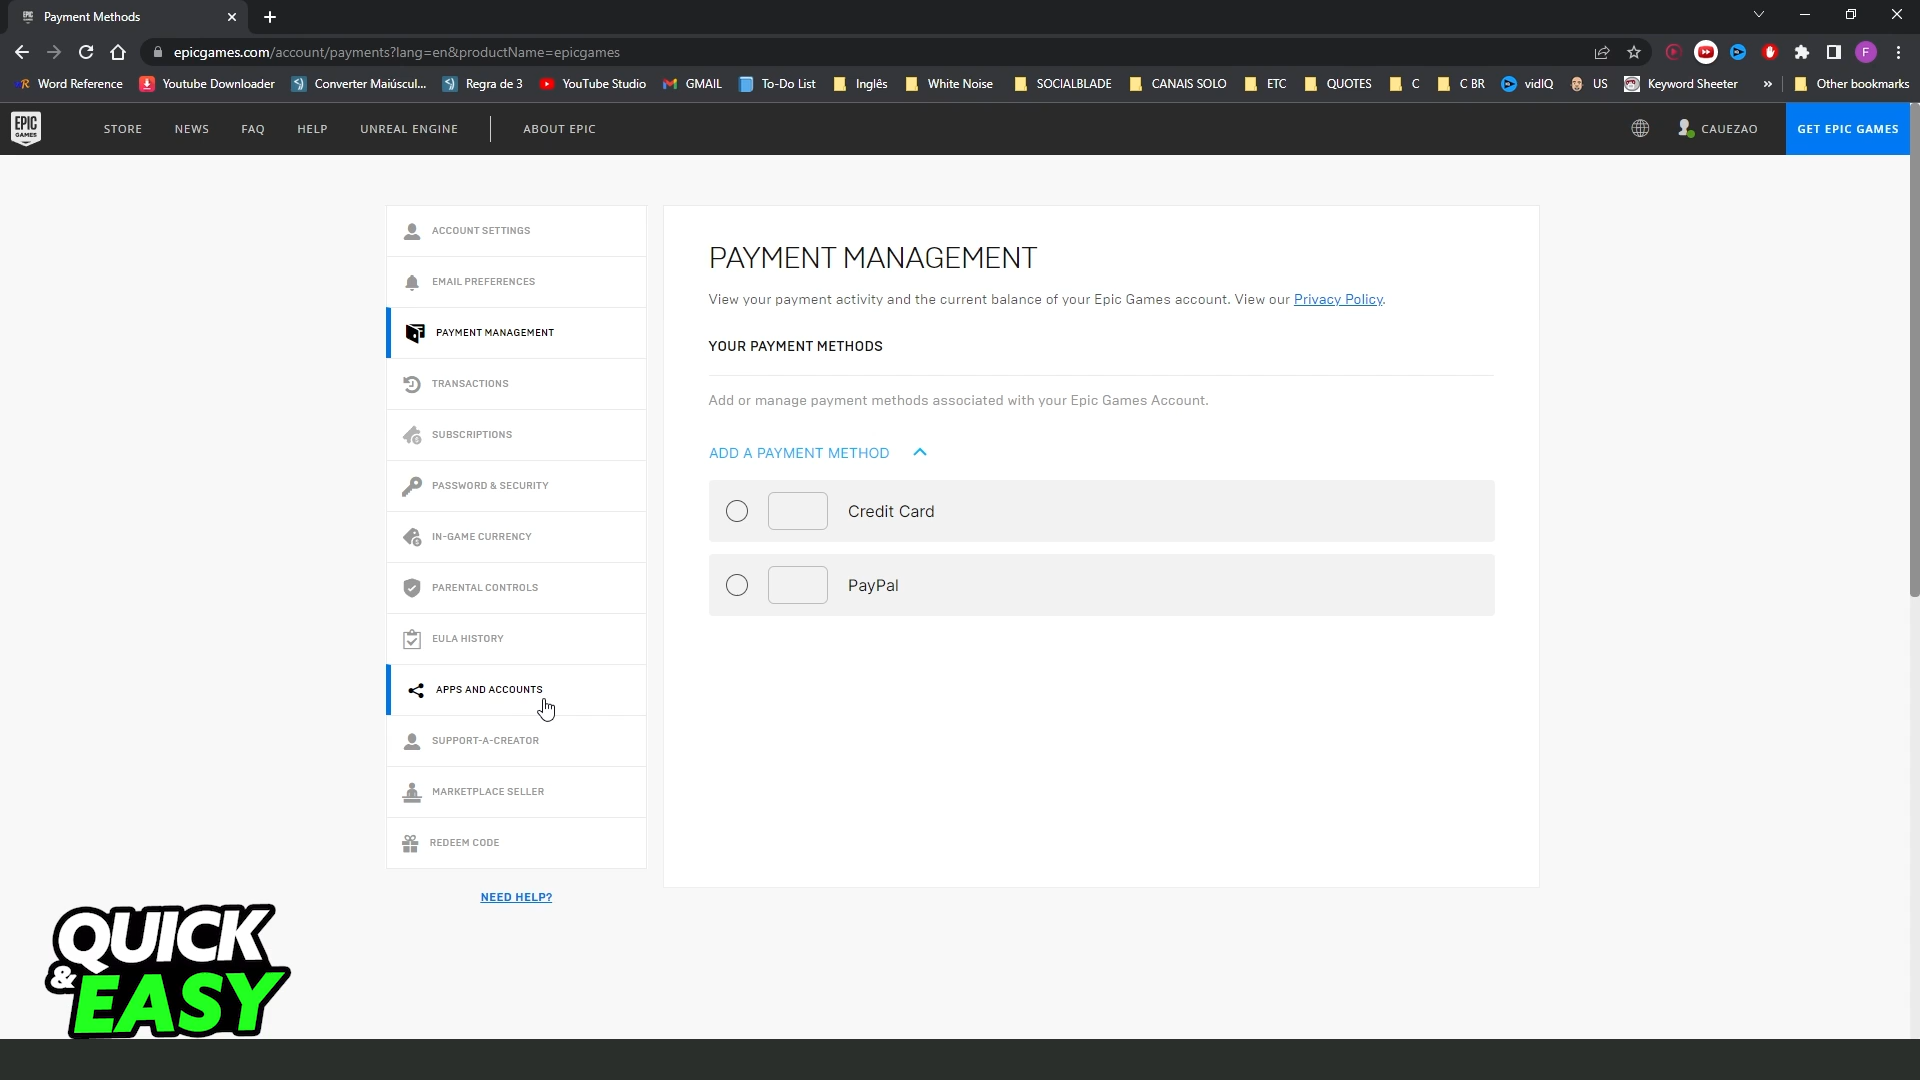 Payment Methods
epicgames.com/account/payments?lang=en&productName=epicgames
Word Reference
Youtube Downloader
Converter Maiúscul...
Regra de 3
YouTube Studio
GMAIL
To-Do List
Inglês
White Noise
SOCIALBLADE
CANAIS SOLO
ETC
QUOTES
C
C BR
vidIQ
US
Keyword Sheeter
»
Other bookmarks
F
EPIC
GAMES
STORE
NEWS
FAQ
HELP
UNREAL ENGINE
ABOUT EPIC
CAUEZAO
GET EPIC GAMES
ACCOUNT SETTINGS
EMAIL PREFERENCES
PAYMENT MANAGEMENT
TRANSACTIONS
SUBSCRIPTIONS
PASSWORD & SECURITY
IN-GAME CURRENCY
PARENTAL CONTROLS
EULA HISTORY
APPS AND ACCOUNTS
SUPPORT-A-CREATOR
MARKETPLACE SELLER
REDEEM CODE
NEED HELP?
PAYMENT MANAGEMENT
View your payment activity and the current balance of your Epic Games account. View our Privacy Policy.
YOUR PAYMENT METHODS
Add or manage payment methods associated with your Epic Games Account.
ADD A PAYMENT METHOD
Credit Card
PayPal
QUICK
& EASY